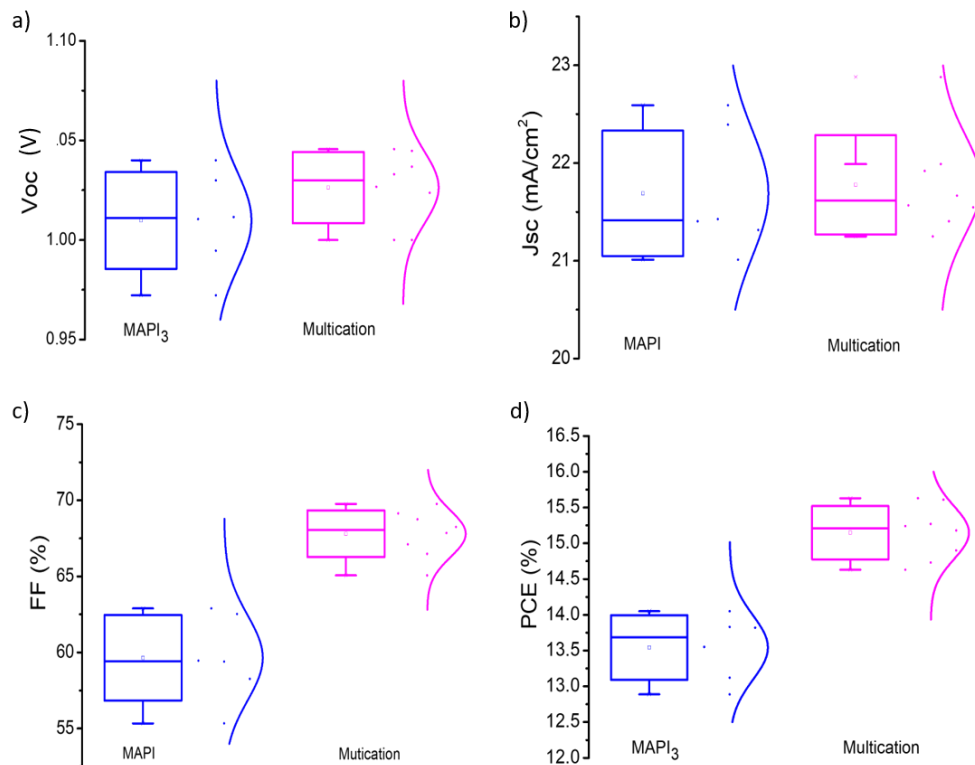 a)
1.10
1.05
1.00
0.95
Voc (V)
MAPI3
Multication
b)
23
22
21
20
Jsc (mA/cm²)
MAPI
Multication
c)
75
70
65
60
55
FF (%)
MAPI
Mutication
d)
16.5
16.0
15.5
15.0
14.5
14.0
13.5
13.0
12.5
12.0
PCE (%)
MAPI3
Multication